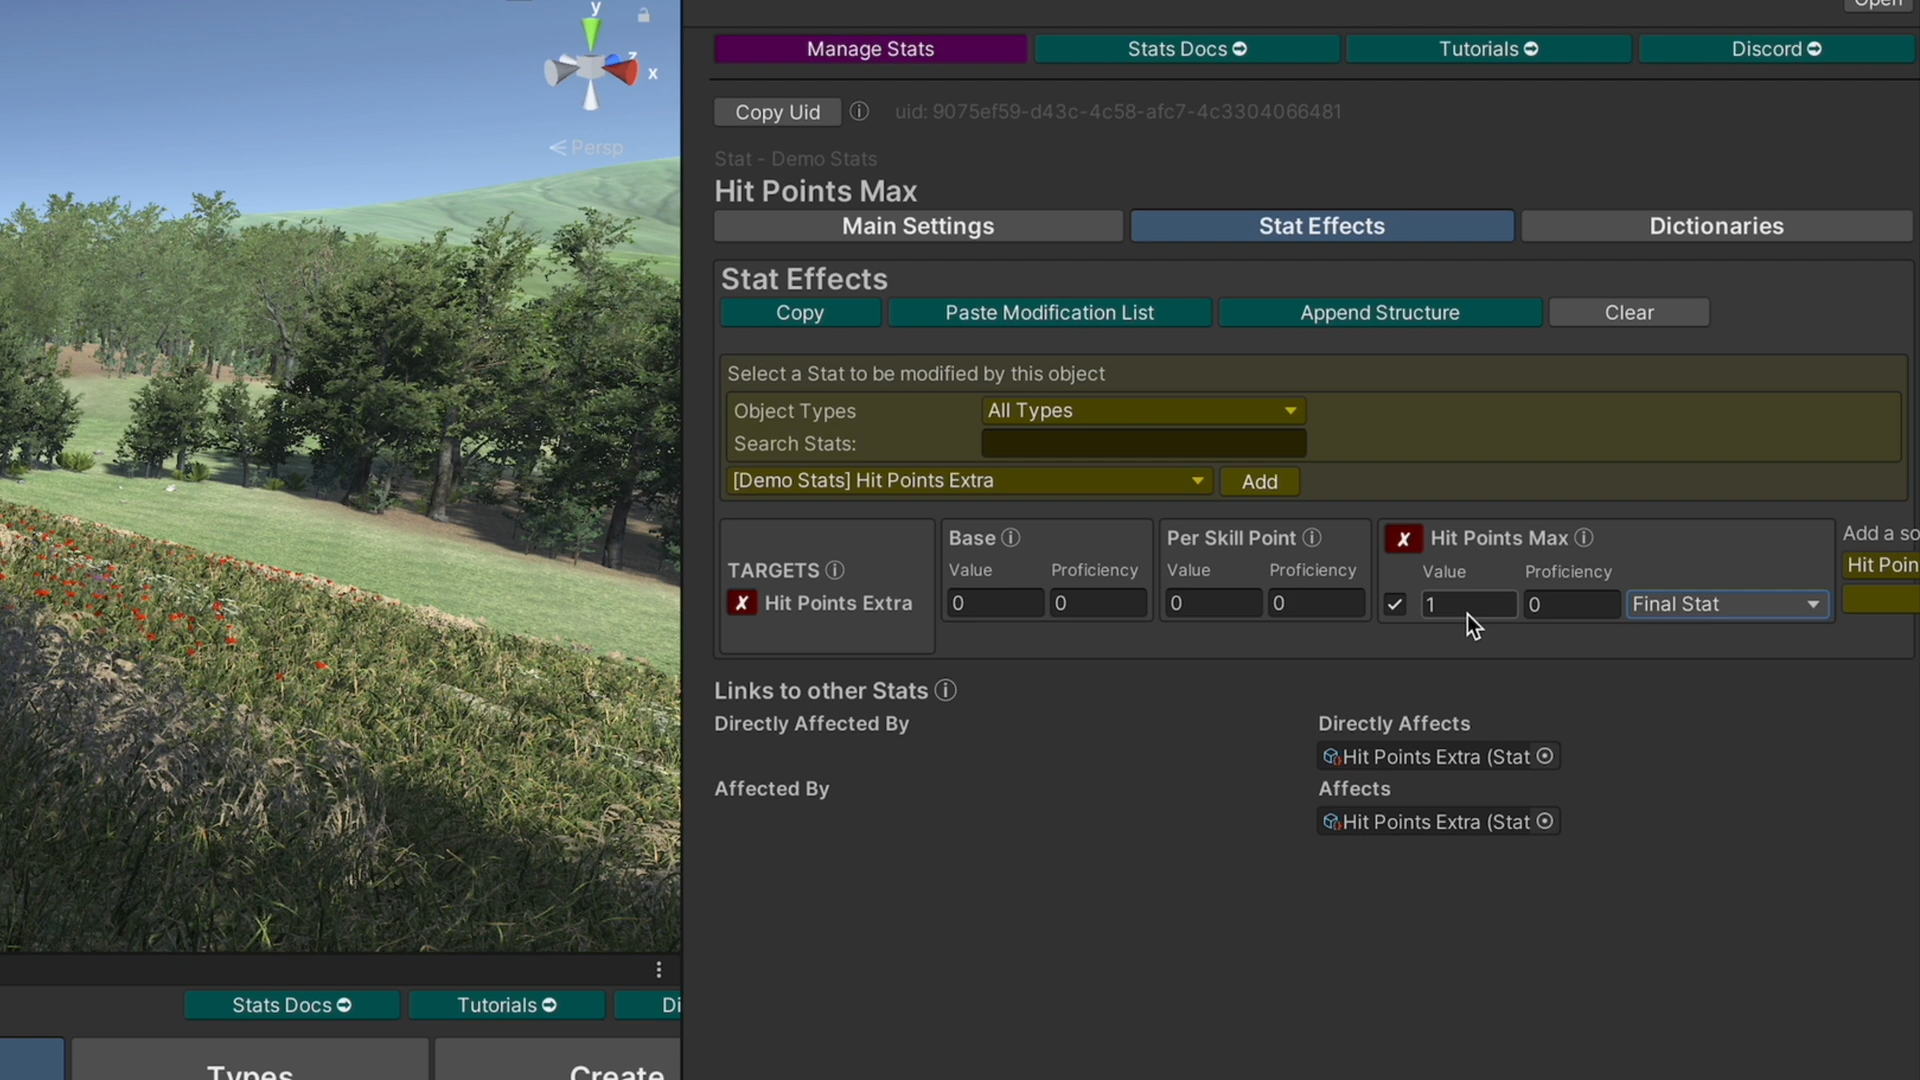 Open
Manage Stats
Stats Docs
Tutorials
Discord
Copy Uid
uid: 9075ef59-d43c-4c58-afc7-4c3304066481
Stat - Demo Stats
Hit Points Max
Main Settings
Stat Effects
Dictionaries
Stat Effects
Copy
Paste Modification List
Append Structure
Clear
Select a Stat to be modified by this object
Object Types
All Types
Search Stats:
[Demo Stats] Hit Points Extra
Add
TARGETS
Hit Points Extra
Base
Value Proficiency
0 0
Per Skill Point
Value Proficiency
0 0
Hit Points Max
Value Proficiency
1 0 Final Stat
Add a so
Hit Poin
Links to other Stats
Directly Affected By
Directly Affects
Hit Points Extra (Stat
Affected By
Affects
Hit Points Extra (Stat
y
z
x
Persp
Stats Docs
Tutorials
Di
Types
Create